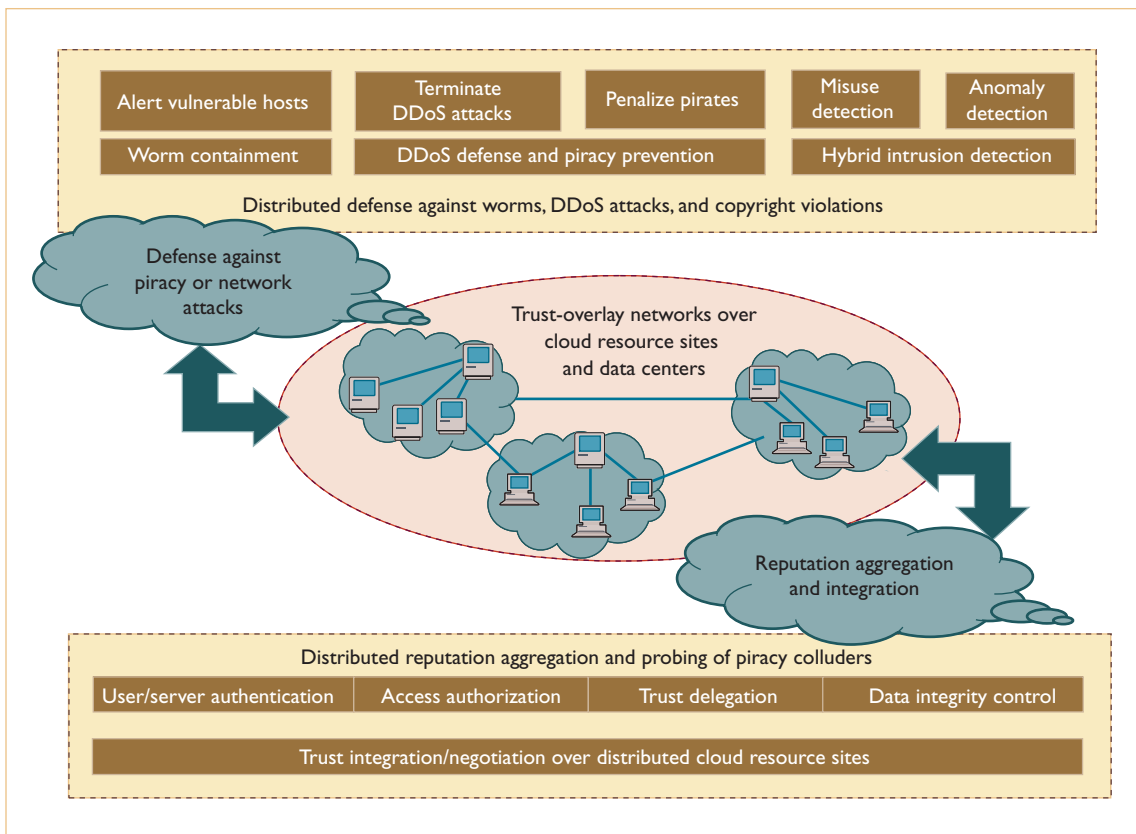 Alert vulnerable hosts
Terminate
DDoS attacks
Penalize pirates
Misuse
detection
Anomaly
detection
Worm containment
DDoS defense and piracy prevention
Hybrid intrusion detection
Distributed defense against worms, DDoS attacks, and copyright violations
Defense against
piracy or network
attacks
Trust-overlay networks over
cloud resource sites
and data centers
Reputation aggregation
and integration
Distributed reputation aggregation and probing of piracy colluders
User/server authentication
Access authorization
Trust delegation
Data integrity control
Trust integration/negotiation over distributed cloud resource sites